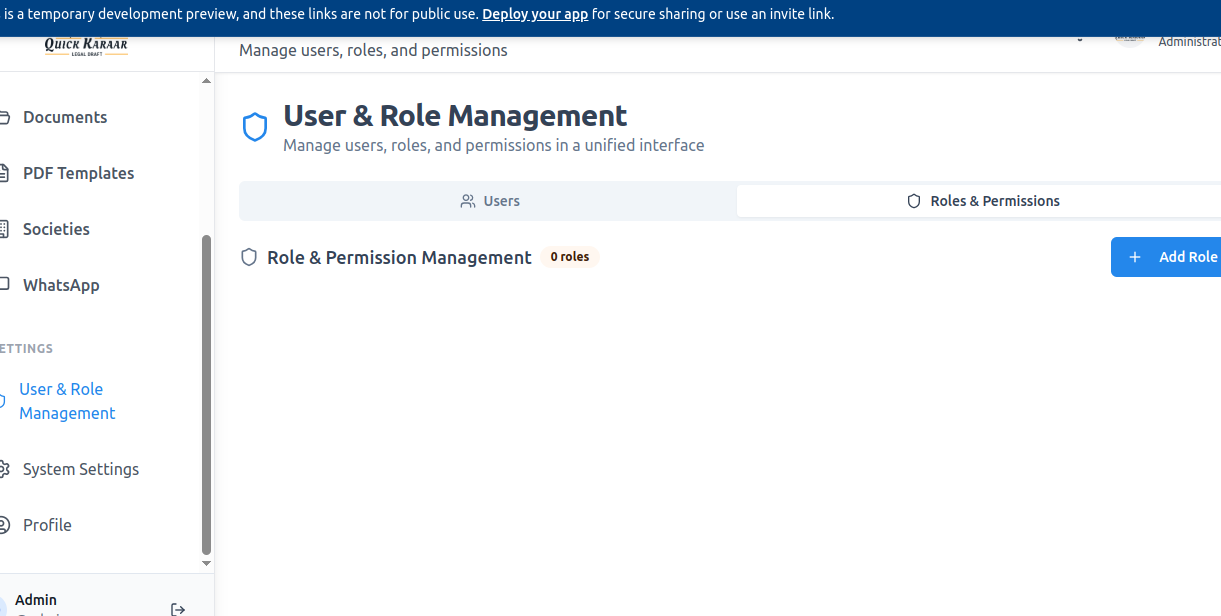 is a temporary development preview, and these links are not for public use. Deploy your app for secure sharing or use an invite link.
QUICK KARAAR
LEGAL DRAFT
Manage users, roles, and permissions
Administrat
Documents
PDF Templates
Societies
WhatsApp
ETTINGS
User & Role
Management
System Settings
Profile
Admin
User & Role Management
Manage users, roles, and permissions in a unified interface
Users
Roles & Permissions
Role & Permission Management
0 roles
+ Add Role